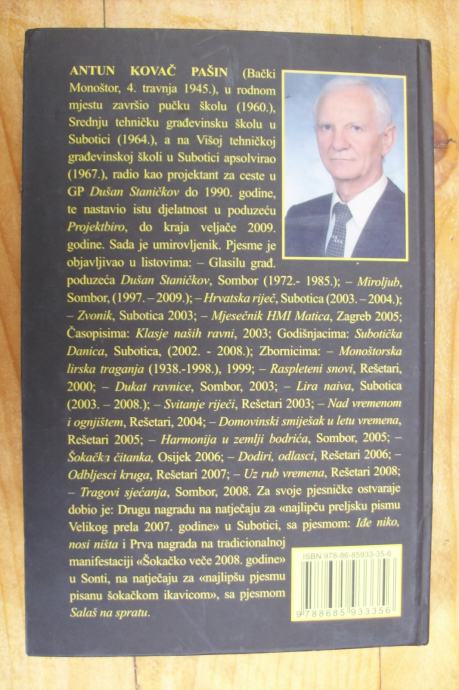 ANTUN KOVAČ PAŠIN (Bački
Monoštor, 4. travnja 1945.), u rodnom
mjestu završio pučku školu (1960.),
Srednju tehničku građevinsku školu u
Subotici (1964.), a na Višoj tehničkoj
građevinskoj školi u Subotici apsolvirao
(1967.), radio kao projektant za ceste u
GP Dušan Staničkov do 1990. godine,
te nastavio istu djelatnost u poduzeću
Projektbiro, do kraja veljače 2009.
godine. Sada je umirovljenik. Pjesme je
objavljivao u listovima: – Glasilu građ.
poduzeća Dušan Staničkov, Sombor (1972.- 1985.); – Miroljub,
Sombor, (1997. – 2009.); – Hrvatska riječ, Subotica (2003. – 2004.);
– Zvonik, Subotica 2003; – Mjesečnik HMI Matica, Zagreb 2005;
Časopisima: Klasje naših ravni, 2003; Godišnjacima: Subotička
Danica, Subotica, (2002. - 2008.); Zbornicima: – Monoštorska
lirska traganja (1938.-1998.), 1999; – Raspleteni snovi, Rešetari,
2000; – Dukat ravnice, Sombor, 2003; – Lira naiva, Subotica
(2003. – 2008.); – Svitanje riječi, Rešetari 2003; – Nad vremenom
i ognjištem, Rešetari, 2004; – Domovinski smiješak u letu vremena,
Rešetari 2005; – Harmonija u zemlji bodrića, Sombor, 2005; –
Šokačka čitanka, Osijek 2006; – Dodiri, odlasci, Rešetari 2006; –
Odbljesci kruga, Rešetari 2007; – Uz rub vremena, Rešetari 2008;
– Tragovi sjećanja, Sombor, 2008. Za svoje pjesničke ostvaraje
dobio je: Drugu nagradu na natječaju za «najlipču preljsku pismu
Velikog prela 2007. godine» u Subotici, sa pjesmom: Iđe niko,
nosi ništa i Prva nagrada na tradicionalnoj
manifestaciji «Šokačko veče 2008. godine»
u Sonti, na natječaju za «najlipšu pjesmu
pisanu šokačkom ikavicom», sa pjesmom
Salaš na spratu.
ISBN 978-86-85933-35-6
9 788685 933356